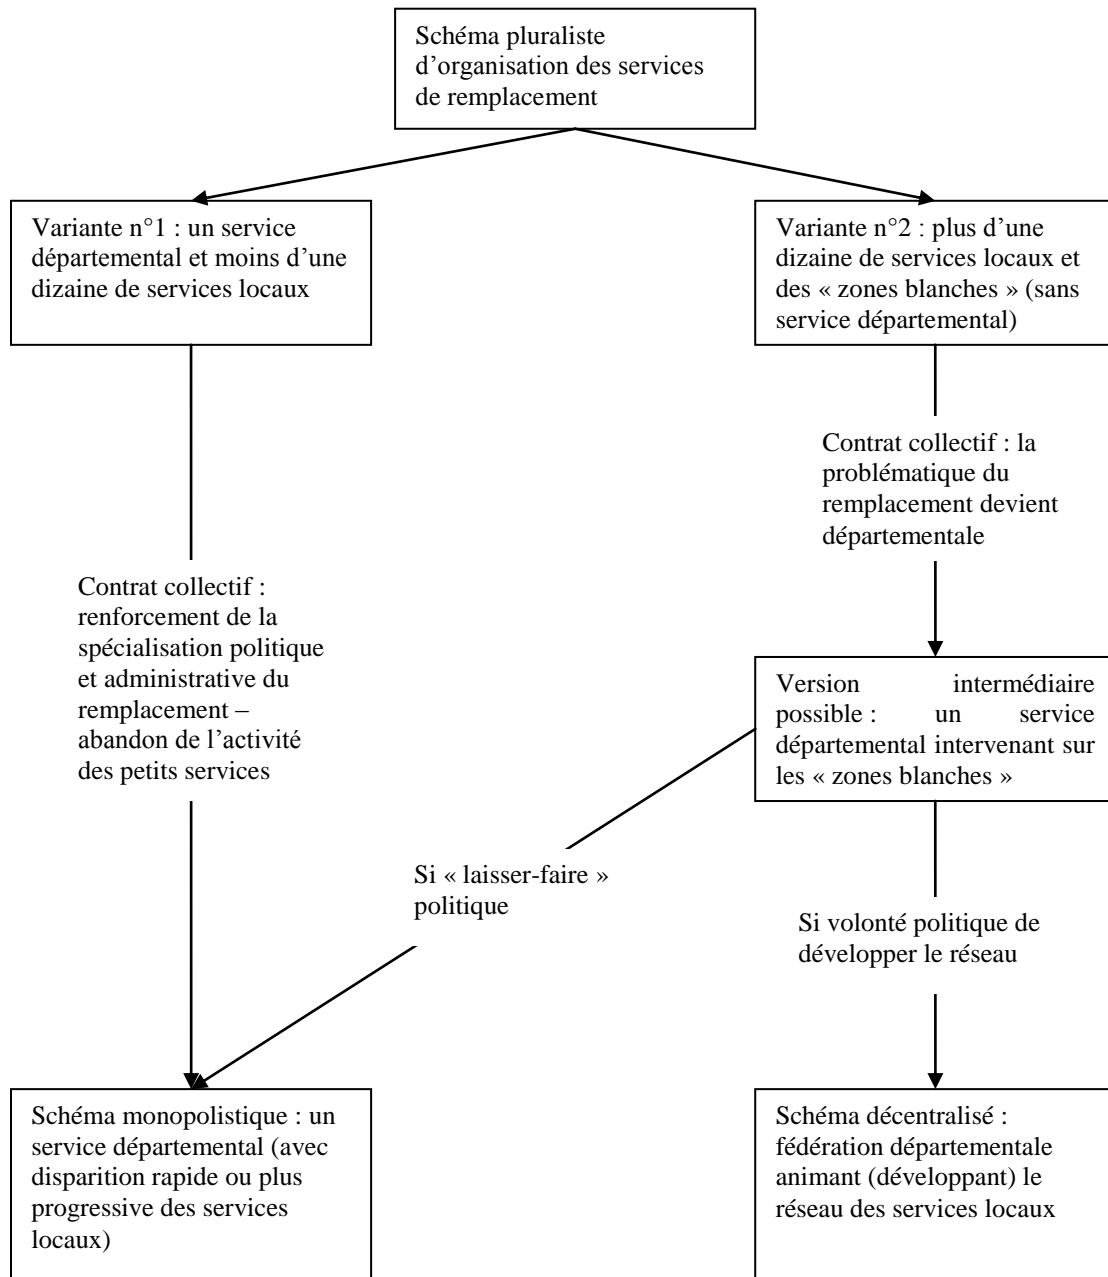 Schéma pluraliste
d’organisation des services
de remplacement
Variante n°1 : un service
départemental et moins d’une
dizaine de services locaux
Variante n°2 : plus d’une
dizaine de services locaux et
des « zones blanches » (sans
service départemental)
Contrat collectif : la
problématique du
remplacement devient
départementale
Contrat collectif :
renforcement de la
spécialisation politique
et administrative du
remplacement –
abandon de l’activité
des petits services
Version intermédiaire
possible : un service
départemental intervenant sur
les « zones blanches »
Si « laisser-faire »
politique
Si volonté politique de
développer le réseau
Schéma monopolistique : un
service départemental (avec
disparition rapide ou plus
progressive des services
locaux)
Schéma décentralisé :
fédération départementale
animant (développant) le
réseau des services locaux